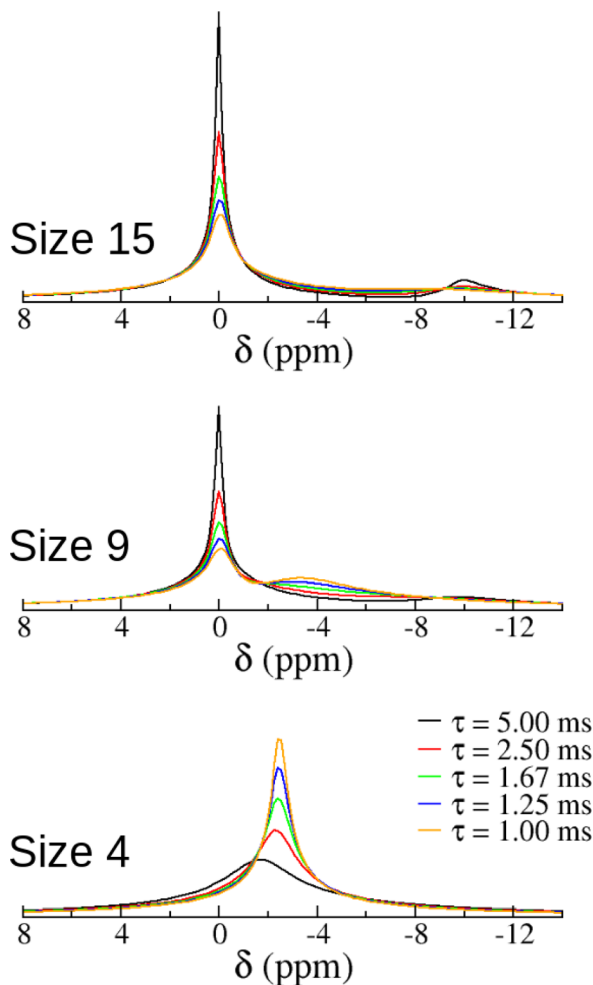 Size 15
8 4 0 -4 -8 -12
δ (ppm)
Size 9
8 4 0 -4 -8 -12
δ (ppm)
τ = 5.00 ms
τ = 2.50 ms
τ = 1.67 ms
τ = 1.25 ms
τ = 1.00 ms
Size 4
8 4 0 -4 -8 -12
δ (ppm)